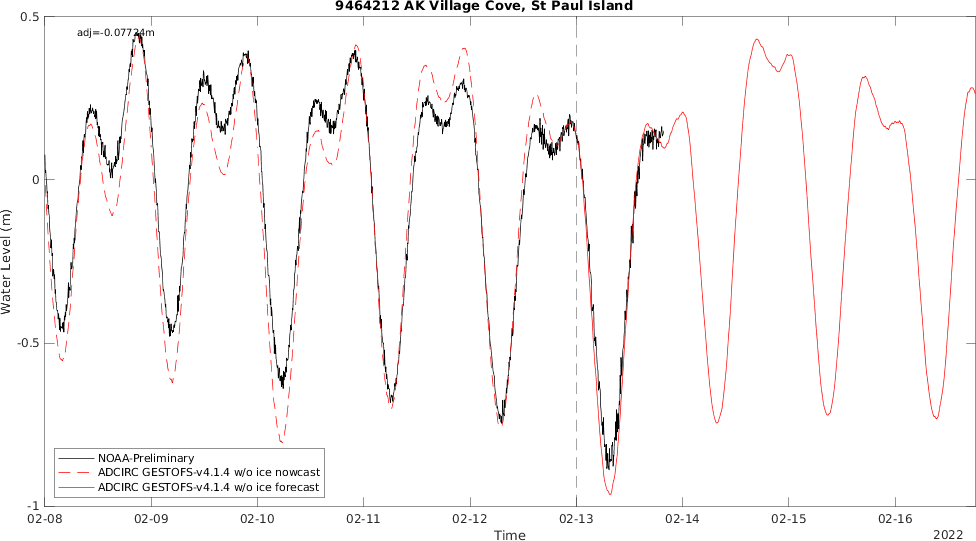 9464212 AK Village Cove, St Paul Island
0.5
adj=-0.07724m
0
Water Level (m)
-0.5
NOAA-Preliminary
ADCIRC GESTOFS-v4.1.4 w/o ice nowcast
ADCIRC GESTOFS-v4.1.4 w/o ice forecast
-1
02-08 02-09 02-10 02-11 02-12 02-13 02-14 02-15 02-16
Time
2022